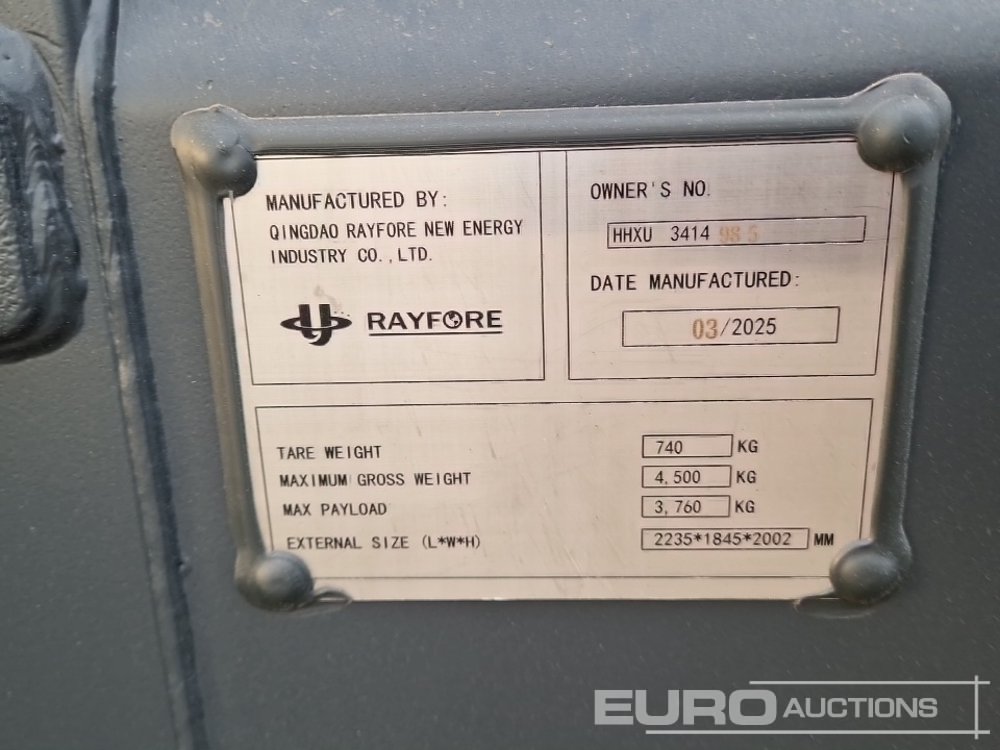 MANUFACTURED BY:
QINGDAO RAYFORE NEW ENERGY
INDUSTRY CO., LTD.
RAYFORE
OWNER'S NO.
HHXU 3414 98 5
DATE MANUFACTURED:
03/2025
TARE WEIGHT 740 KG
MAXIMUM GROSS WEIGHT 4,500 KG
MAX PAYLOAD 3,760 KG
EXTERNAL SIZE (L*W*H) 2235*1845*2002 MM
EURO AUCTIONS